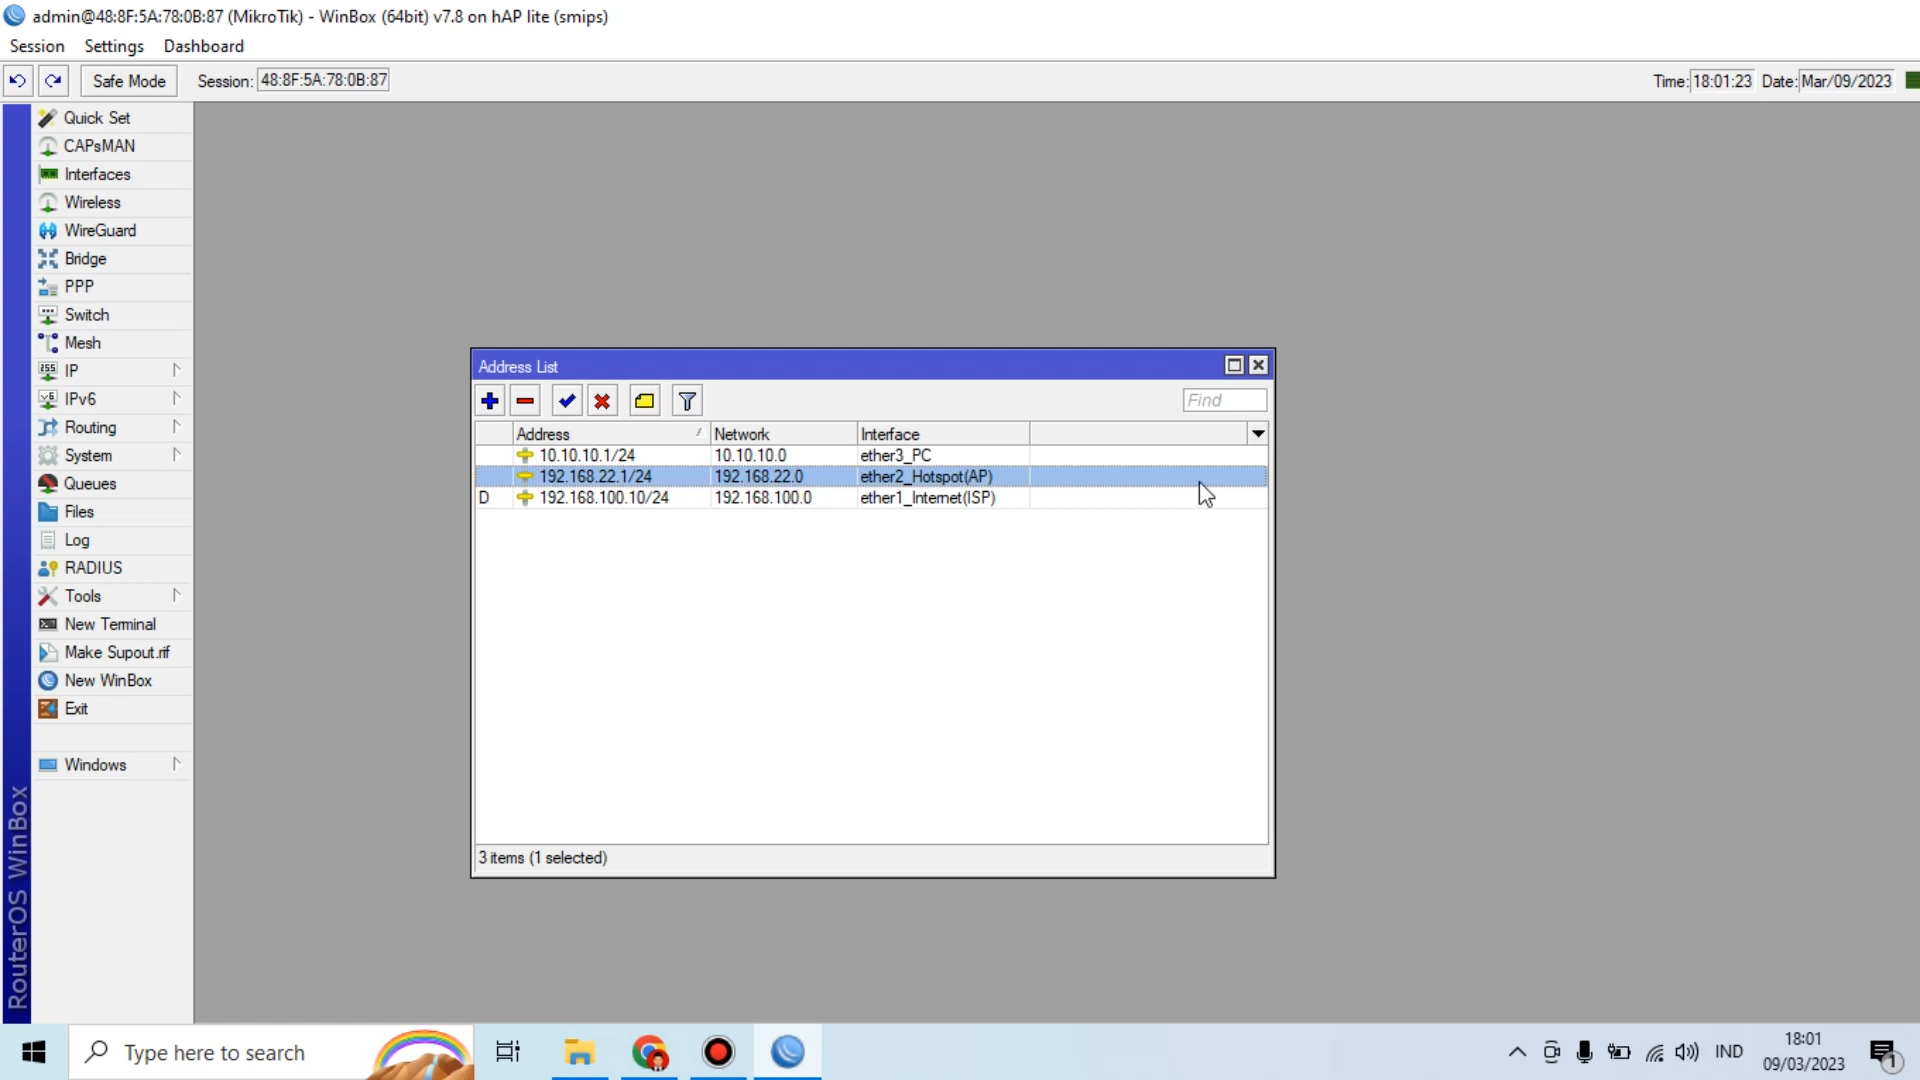 admin@48:8F:5A:78:0B:87 (MikroTik) - WinBox (64bit) v7.8 on hAP lite (smips)
Session Settings Dashboard
Safe Mode Session: 48:8F:5A:78:0B:87 Time: 18:01:23 Date: Mar/09/2023
Quick Set
CAPsMAN
Interfaces
Wireless
WireGuard
Bridge
PPP
Switch
Mesh
255 IP
v6 IPv6
Routing
System
Queues
Files
Log
RADIUS
Tools
New Terminal
Make Supout.rif
New WinBox
Exit
Windows
RouterOS WinBox
Address List
Find
Address Network Interface
10.10.10.1/24 10.10.10.0 ether3_PC
192.168.22.1/24 192.168.22.0 ether2_Hotspot(AP)
D 192.168.100.10/24 192.168.100.0 ether1_Internet(ISP)
3 items (1 selected)
Type here to search
IND
18:01
09/03/2023
1